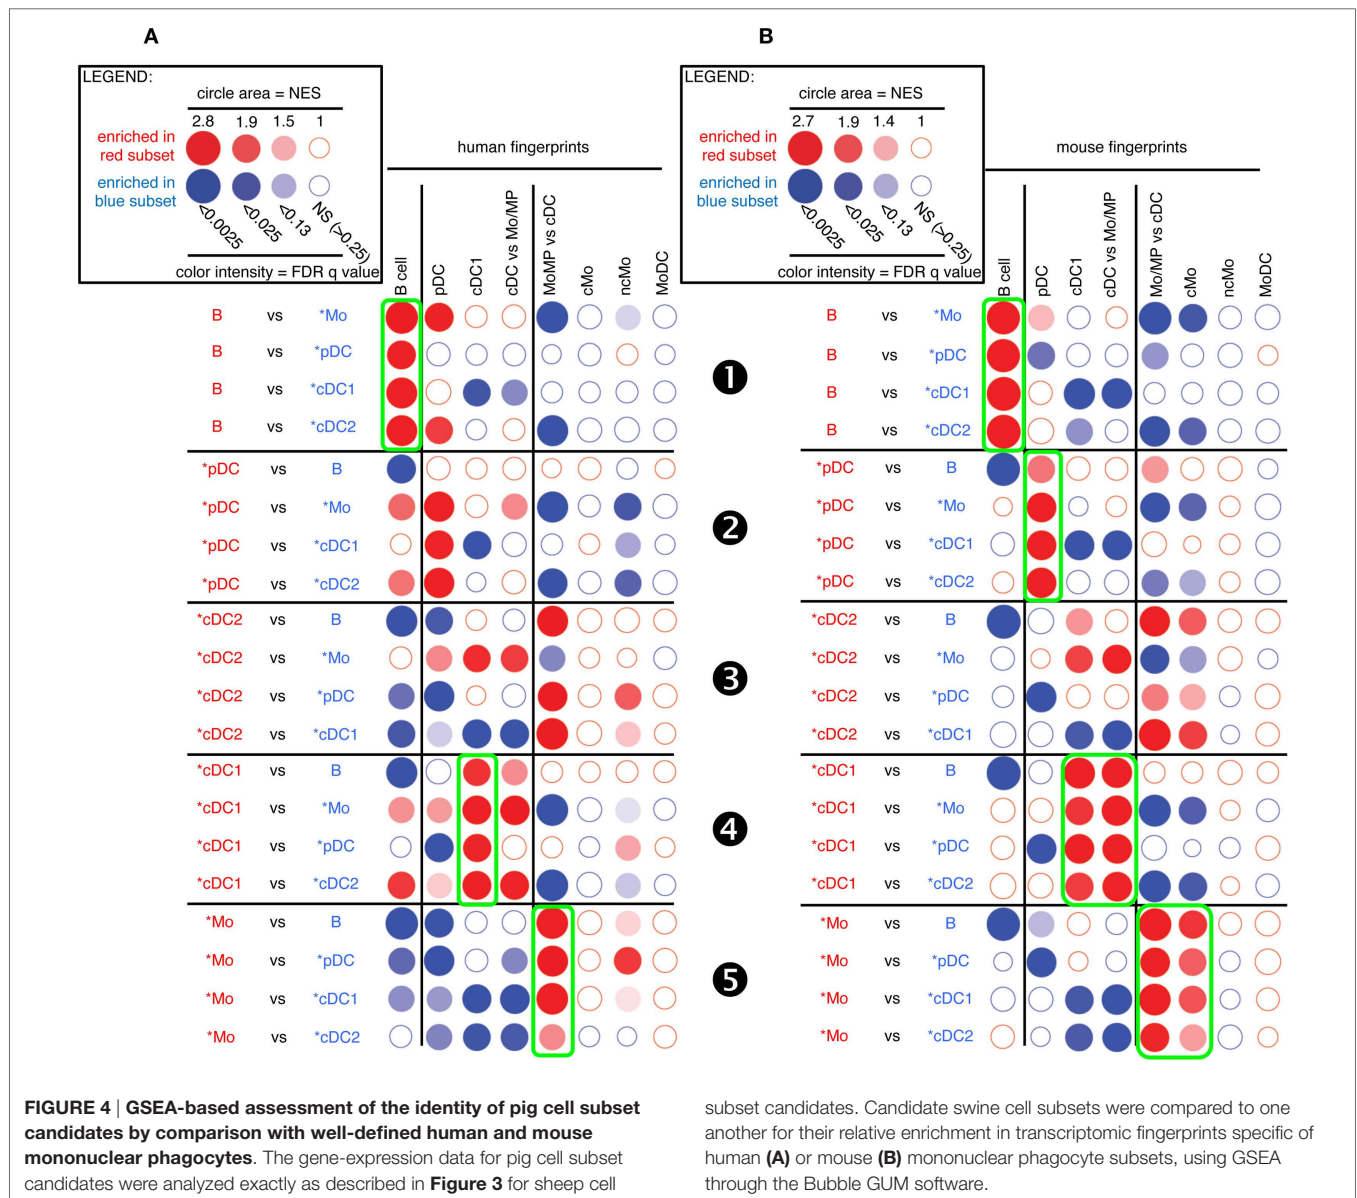 A
B
LEGEND:
circle area = NES
2.8 1.9 1.5 1
enriched in
red subset
enriched in
blue subset
<0.0025 <0.025 <0.13 NS (>0.25)
color intensity = FDR q value
human fingerprints
B cell pDC cDC1 cDC vs Mo/MP MoMP vs cDC cMo ncMo MoDC
LEGEND:
circle area = NES
2.7 1.9 1.4 1
enriched in
red subset
enriched in
blue subset
<0.0025 <0.025 <0.13 NS (>0.25)
color intensity = FDR q value
mouse fingerprints
B cell pDC cDC1 cDC vs Mo/MP Mo/MP vs cDC cMo ncMo MoDC
B vs *Mo B vs *Mo
B vs *pDC B vs *pDC
1
B vs *cDC1 B vs *cDC1
B vs *cDC2 B vs *cDC2
*pDC vs B *pDC vs B
*pDC vs *Mo *pDC vs *Mo
2
*pDC vs *cDC1 *pDC vs *cDC1
*pDC vs *cDC2 *pDC vs *cDC2
*cDC2 vs B *cDC2 vs B
*cDC2 vs *Mo *cDC2 vs *Mo
3
*cDC2 vs *pDC *cDC2 vs *pDC
*cDC2 vs *cDC1 *cDC2 vs *cDC1
*cDC1 vs B *cDC1 vs B
*cDC1 vs *Mo *cDC1 vs *Mo
4
*cDC1 vs *pDC *cDC1 vs *pDC
*cDC1 vs *cDC2 *cDC1 vs *cDC2
*Mo vs B *Mo vs B
*Mo vs *pDC *Mo vs *pDC
5
*Mo vs *cDC1 *Mo vs *cDC1
*Mo vs *cDC2 *Mo vs *cDC2
FIGURE 4 | GSEA-based assessment of the identity of pig cell subset
candidates by comparison with well-defined human and mouse
mononuclear phagocytes. The gene-expression data for pig cell subset
candidates were analyzed exactly as described in Figure 3 for sheep cell
subset candidates. Candidate swine cell subsets were compared to one
another for their relative enrichment in transcriptomic fingerprints specific of
human (A) or mouse (B) mononuclear phagocyte subsets, using GSEA
through the Bubble GUM software.